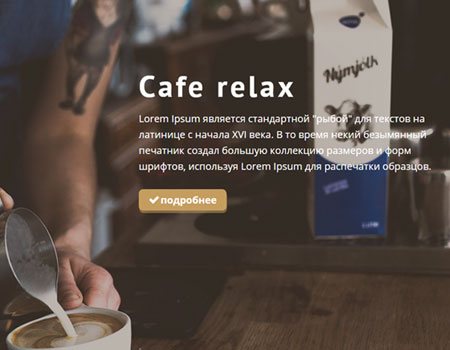 Nýmjólk
Cafe relax
Lorem Ipsum является стандартной "рыбой" для текстов на
латинице с начала XVI века. В то время некий безымянный
печатник создал большую коллекцию размеров и форм
шрифтов, используя Lorem Ipsum для распечатки образцов.
подробнее